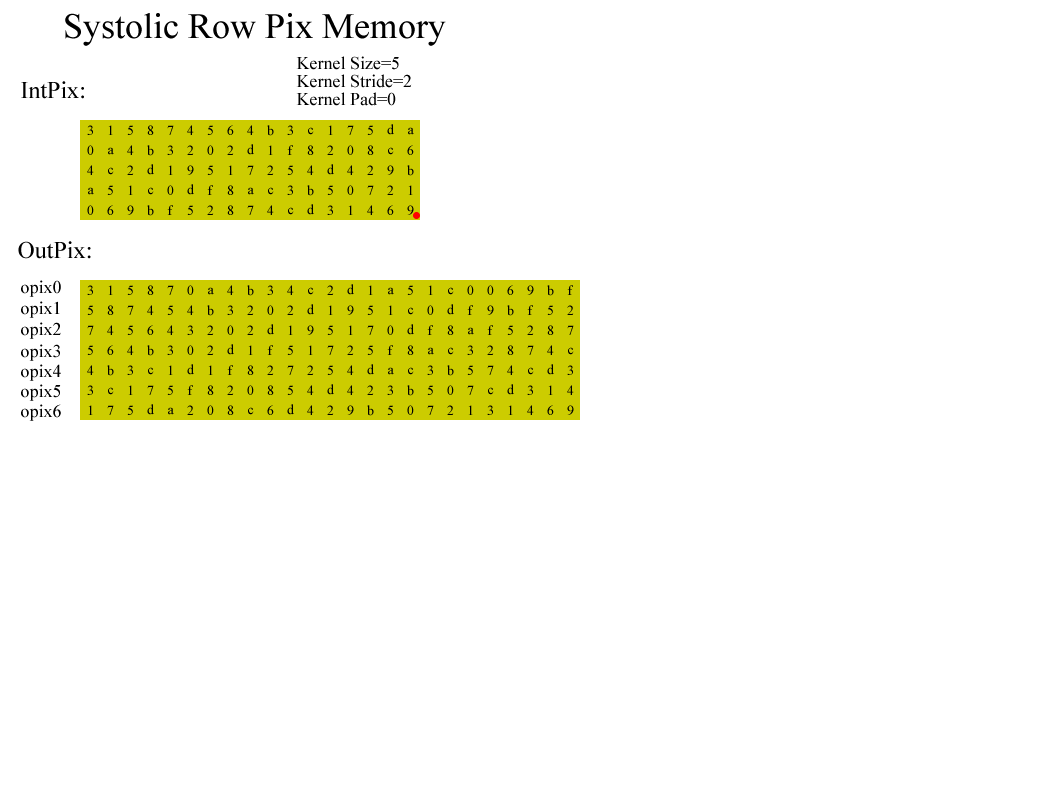 Systolic Row Pix Memory
Kernel Size=5
Kernel Stride=2
Kernel Pad=0
IntPix:
3 1 5 8 7 4 5 6 4 b 3 c 1 7 5 d a
0 a 4 b 3 2 0 2 d 1 f 8 2 0 8 c 6
4 c 2 d 1 9 5 1 7 2 5 4 d 4 2 9 b
a 5 1 c 0 d f 8 a c 3 b 5 0 7 2 1
0 6 9 b f 5 2 8 7 4 c d 3 1 4 6 9
OutPix:
opix0 3 1 5 8 7 0 a 4 b 3 4 c 2 d 1 a 5 1 c 0 0 6 9 b f
opix1 5 8 7 4 5 4 b 3 2 0 2 d 1 9 5 1 c 0 d f 9 b f 5 2
opix2 7 4 5 6 4 3 2 0 2 d 1 9 5 1 7 0 d f 8 a f 5 2 8 7
opix3 5 6 4 b 3 0 2 d 1 f 5 1 7 2 5 f 8 a c 3 2 8 7 4 c
opix4 4 b 3 c 1 d 1 f 8 2 7 2 5 4 d a c 3 b 5 7 4 c d 3
opix5 3 c 1 7 5 f 8 2 0 8 5 4 d 4 2 3 b 5 0 7 c d 3 1 4
opix6 1 7 5 d a 2 0 8 c 6 d 4 2 9 b 5 0 7 2 1 3 1 4 6 9